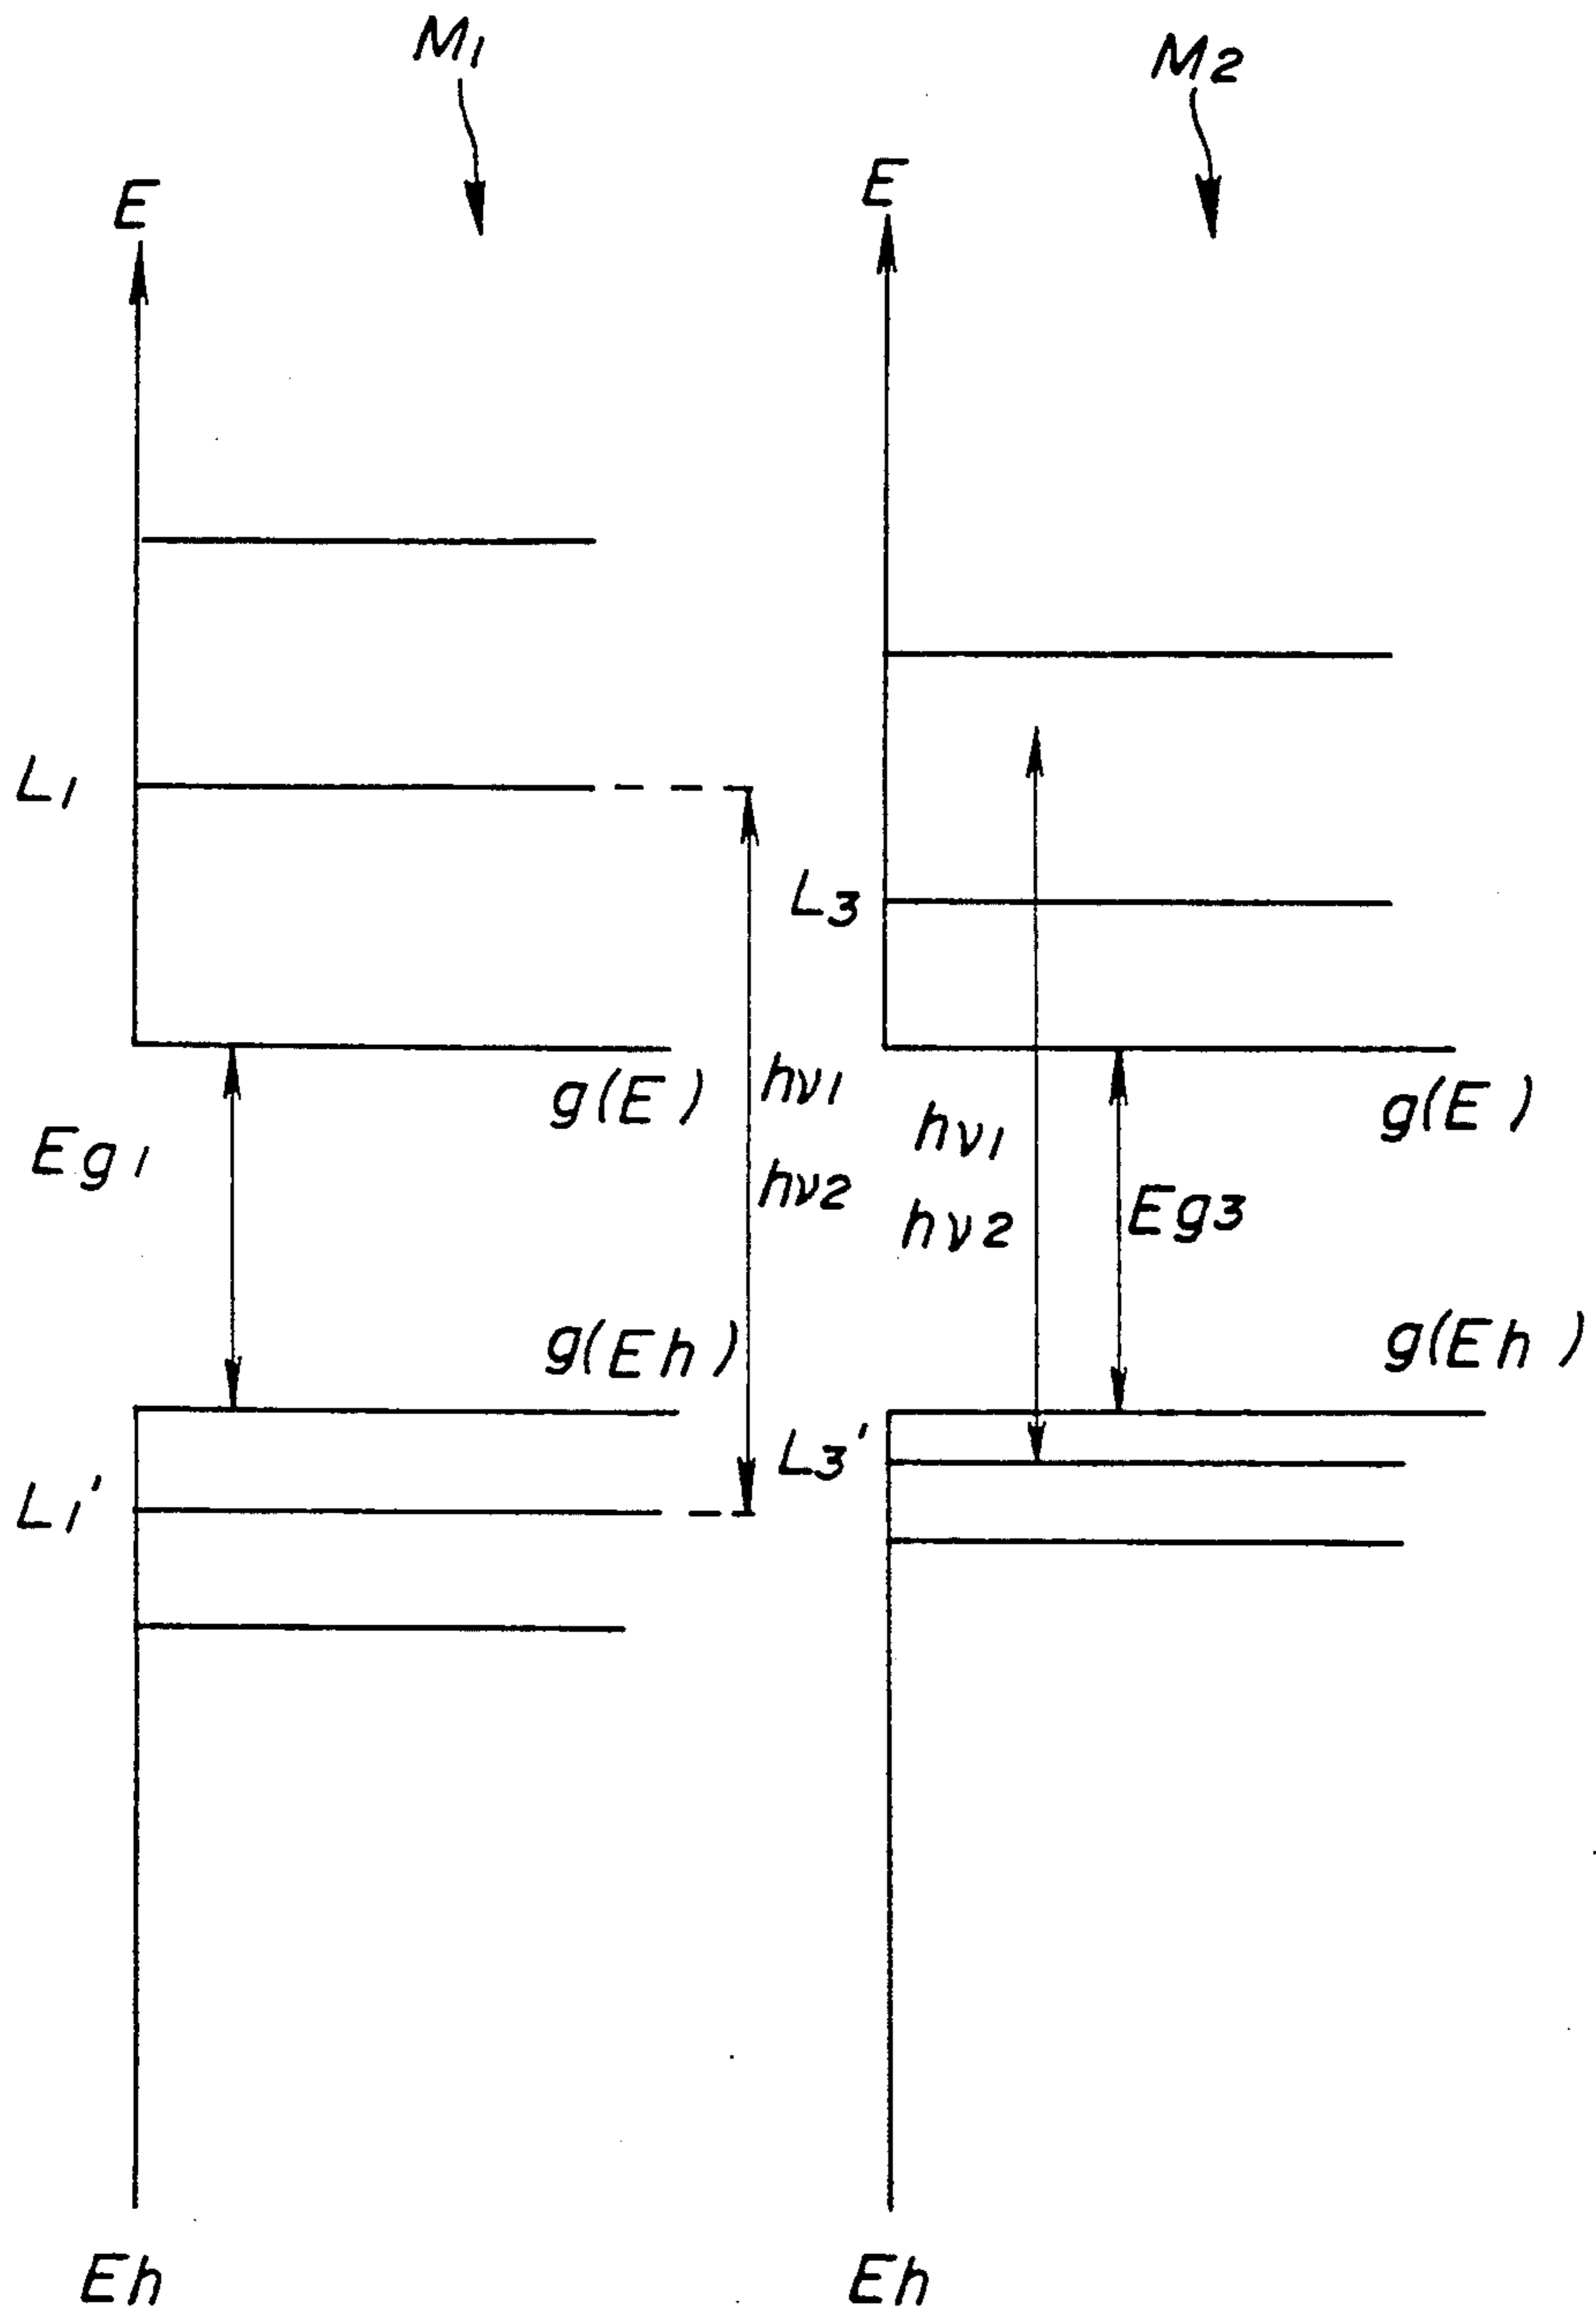 M1
M2
E
E
L1
L3
g(E)
hν1
g(E)
Eg1
hν1
hν2
Eg3
hν2
g(Eh)
g(Eh)
L3'
L1'
Eh
Eh